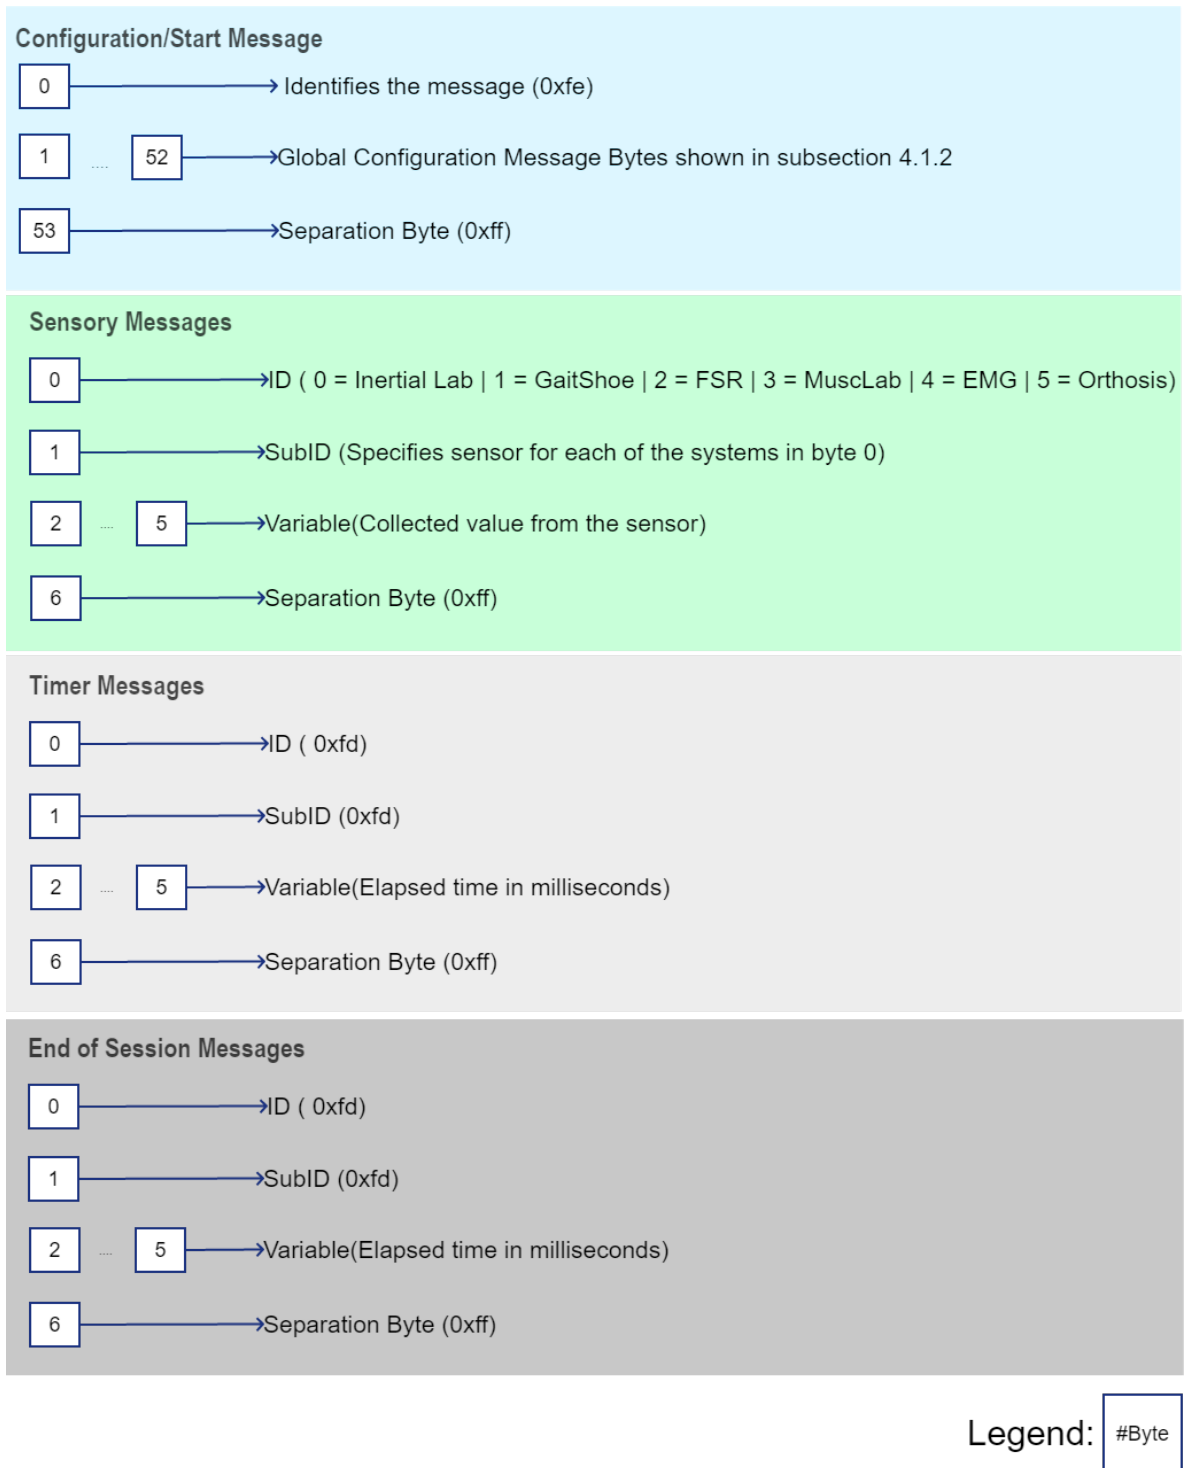 Configuration/Start Message
0 Identifies the message (0xfe)
1 .... 52 Global Configuration Message Bytes shown in subsection 4.1.2
53 Separation Byte (0xff)
Sensory Messages
0 ID ( 0 = Inertial Lab | 1 = GaitShoe | 2 = FSR | 3 = MuscLab | 4 = EMG | 5 = Orthosis)
1 SubID (Specifies sensor for each of the systems in byte 0)
2 .... 5 Variable(Collected value from the sensor)
6 Separation Byte (0xff)
Timer Messages
0 ID ( 0xfd)
1 SubID (0xfd)
2 .... 5 Variable(Elapsed time in milliseconds)
6 Separation Byte (0xff)
End of Session Messages
0 ID ( 0xfd)
1 SubID (0xfd)
2 .... 5 Variable(Elapsed time in milliseconds)
6 Separation Byte (0xff)
Legend: #Byte